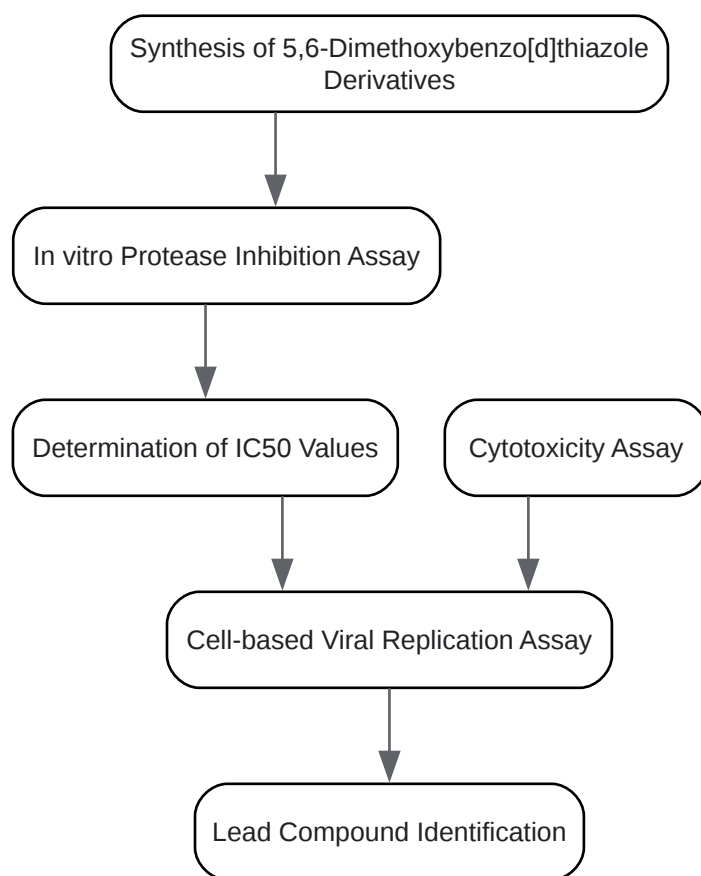 Synthesis of 5,6-Dimethoxybenzo[d]thiazole
Derivatives
In vitro Protease Inhibition Assay
Determination of IC50 Values
Cytotoxicity Assay
Cell-based Viral Replication Assay
Lead Compound Identification